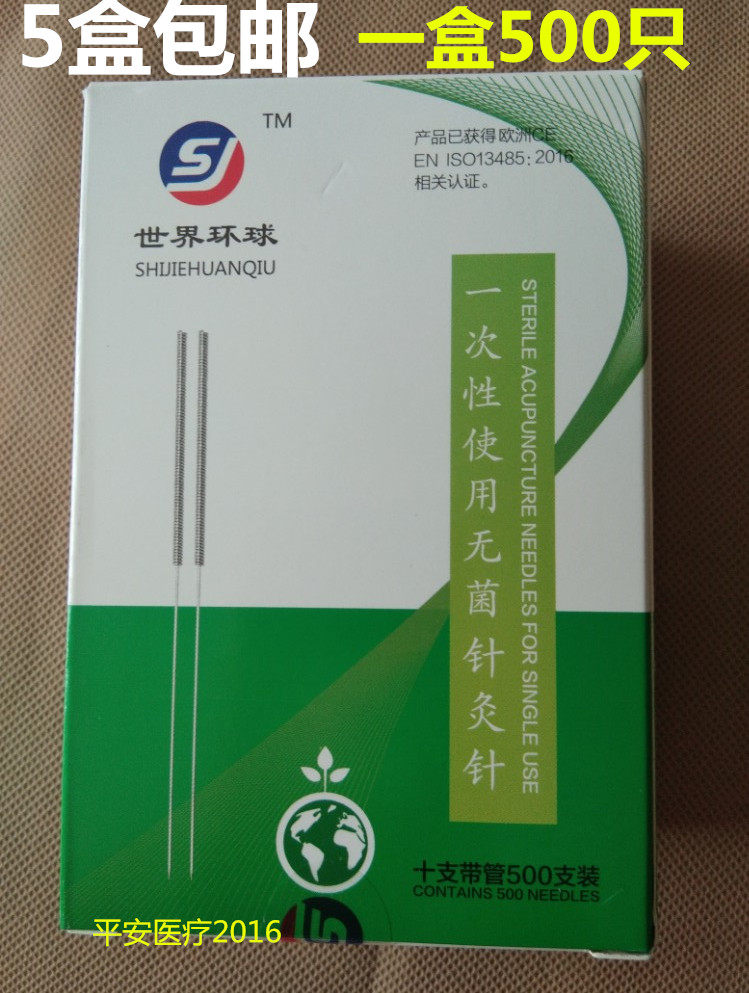 5盒包邮 一盒500只
TM
SJ
世界环球
SHIJIEHUANQIU
产品已获得欧洲CE
EN ISO13485:2016
相关认证。
一次性使用无菌针灸针
STERILE ACUPUNCTURE NEEDLES FOR SINGLE USE
十支带管500支装
CONTAINS 500 NEEDLES
平安医疗2016